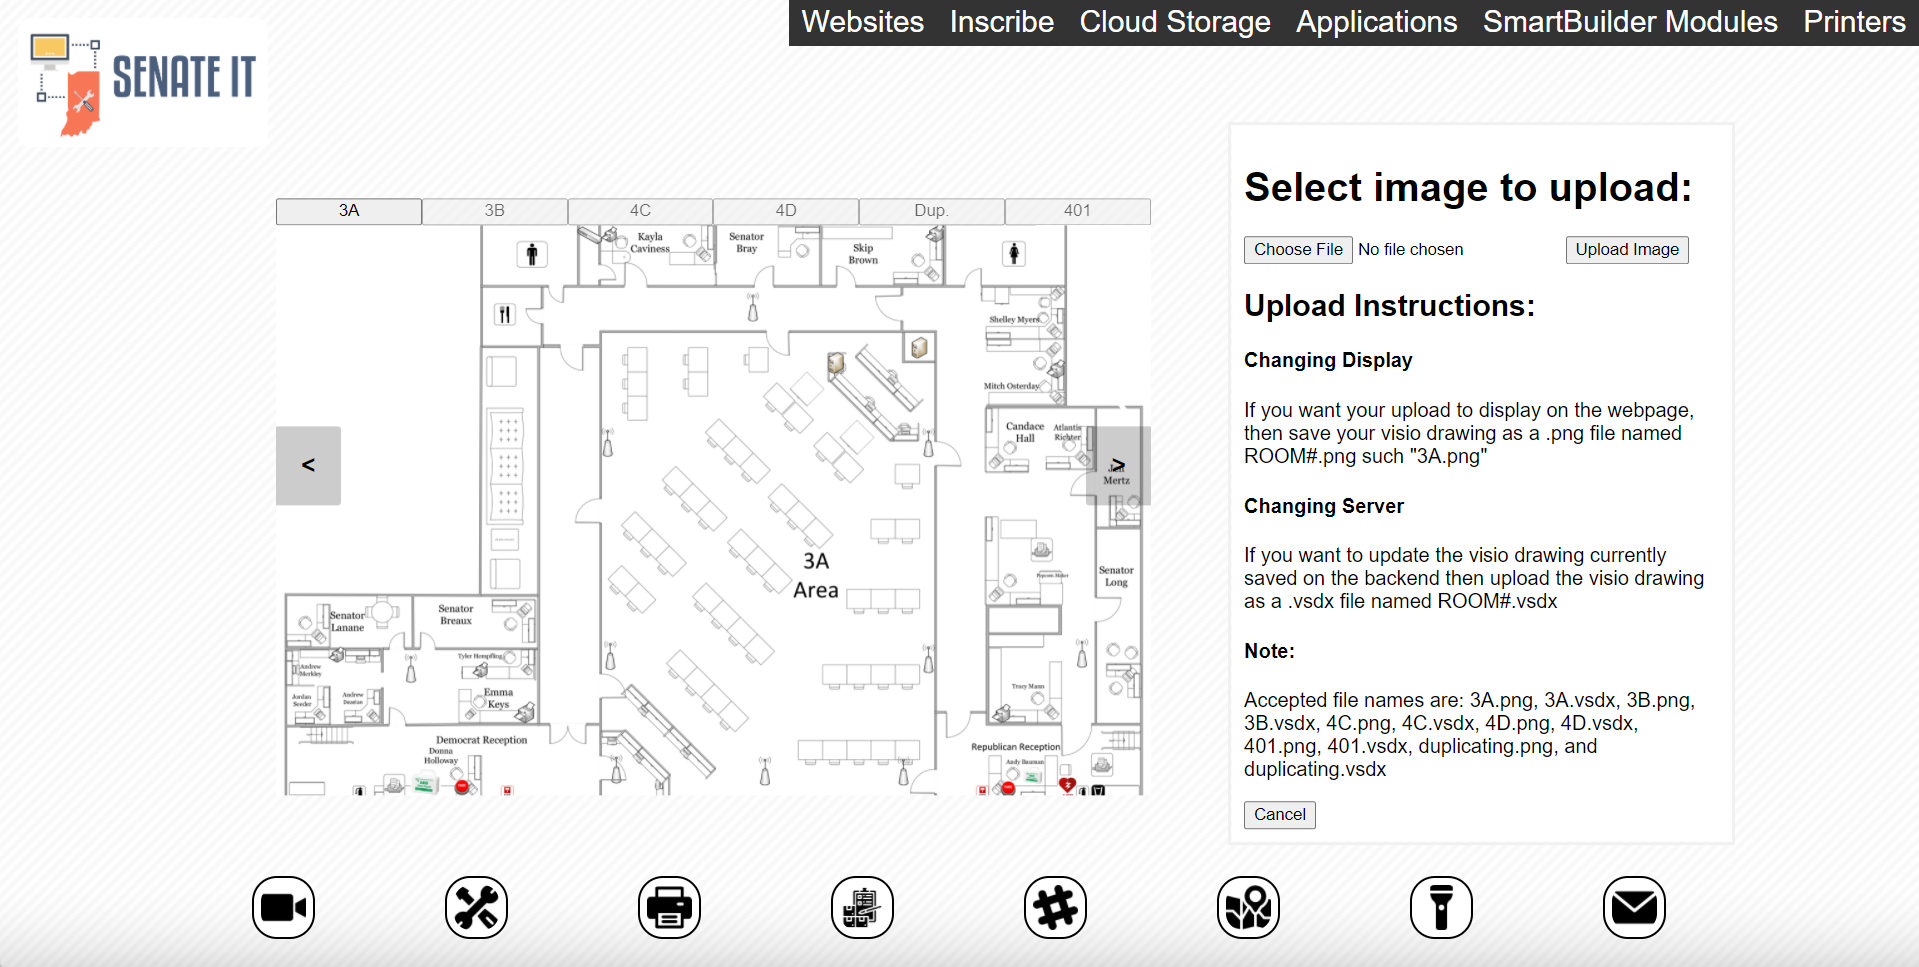 Websites Inscribe Cloud Storage Applications SmartBuilder Modules Printers
SENATE IT
3A 3B 4C 4D Dup. 401
Kayla
Caviness
Senator
Bray
Skip
Brown
Shelley Myers
Mitch Osterday
Candace
Hall
Atlantis
Richter
<
>
Mertz
3A
Area
Senator
Long
Popcorn Maker
Senator
Lanane
Senator
Breaux
Andrew
Merkley
Tyler Hempfling
Jordan
Seeder
Andrew
Emma
Keys
Tracy Mann
Democrat Reception
Donna
Holloway
Republican Reception
Andy Bauman
Select image to upload:
Choose File No file chosen Upload Image
Upload Instructions:
Changing Display
If you want your upload to display on the webpage,
then save your visio drawing as a .png file named
ROOM#.png such "3A.png"
Changing Server
If you want to update the visio drawing currently
saved on the backend then upload the visio drawing
as a .vsdx file named ROOM#.vsdx
Note:
Accepted file names are: 3A.png, 3A.vsdx, 3B.png,
3B.vsdx, 4C.png, 4C.vsdx, 4D.png, 4D.vsdx,
401.png, 401.vsdx, duplicating.png, and
duplicating.vsdx
Cancel